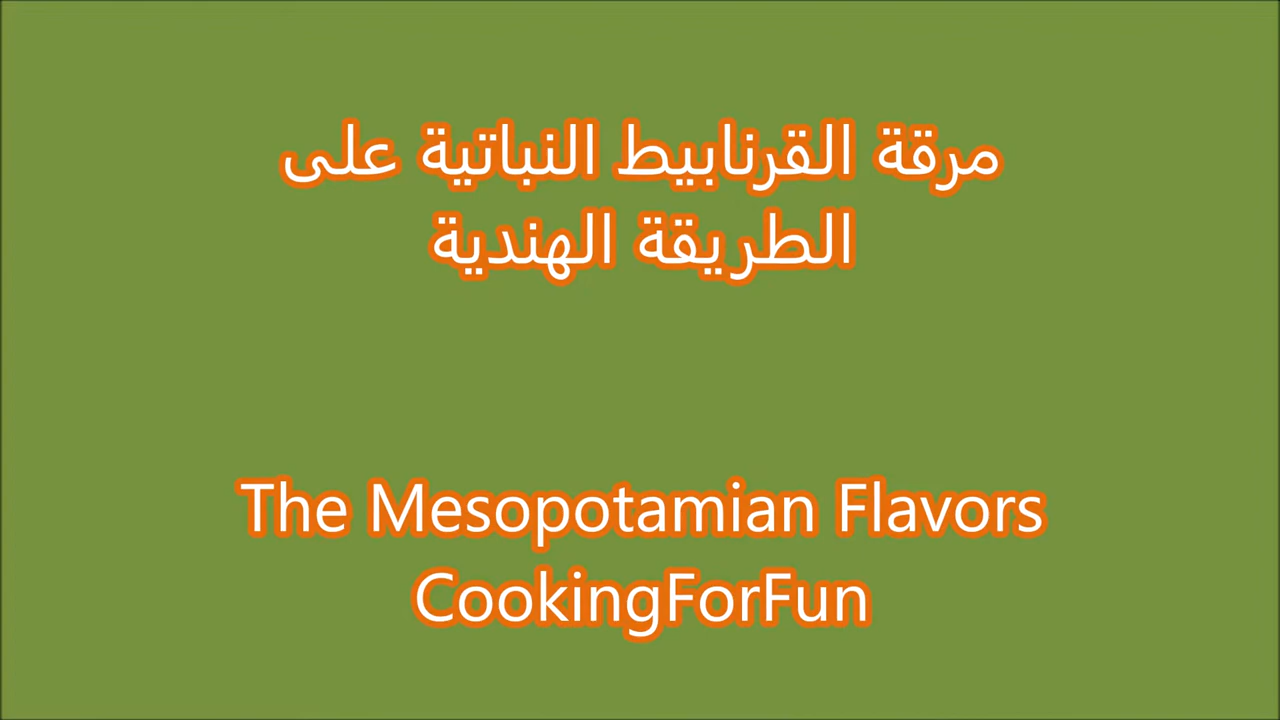 مرقة القرنابيط النباتية على
الطريقة الهندية
The Mesopotamian Flavors
CookingForFun